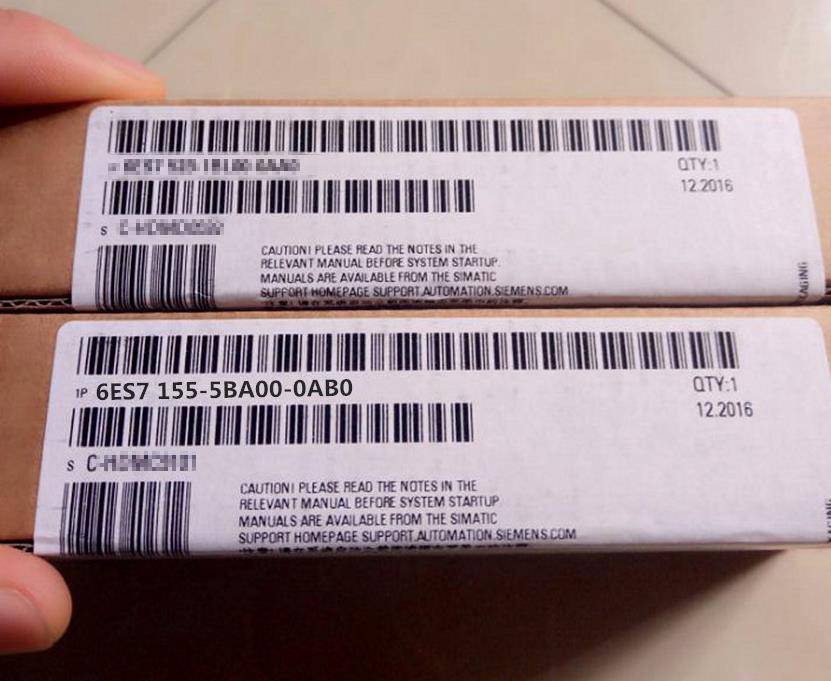 QTY:1
12.2016
S
CAUTION! PLEASE READ THE NOTES IN THE
RELEVANT MANUAL BEFORE SYSTEM STARTUP.
MANUALS ARE AVAILABLE FROM THE SIMATIC
SUPPORT HOMEPAGE SUPPORT.AUTOMATION.SIEMENS.COM
1P 6ES7 155-5BA00-0AB0
QTY:1
12.2016
S
CAUTION! PLEASE READ THE NOTES IN THE
RELEVANT MANUAL BEFORE SYSTEM STARTUP
MANUALS ARE AVAILABLE FROM THE SIMATIC
SUPPORT HOMEPAGE SUPPORT.AUTOMATION.SIEMENS.COM